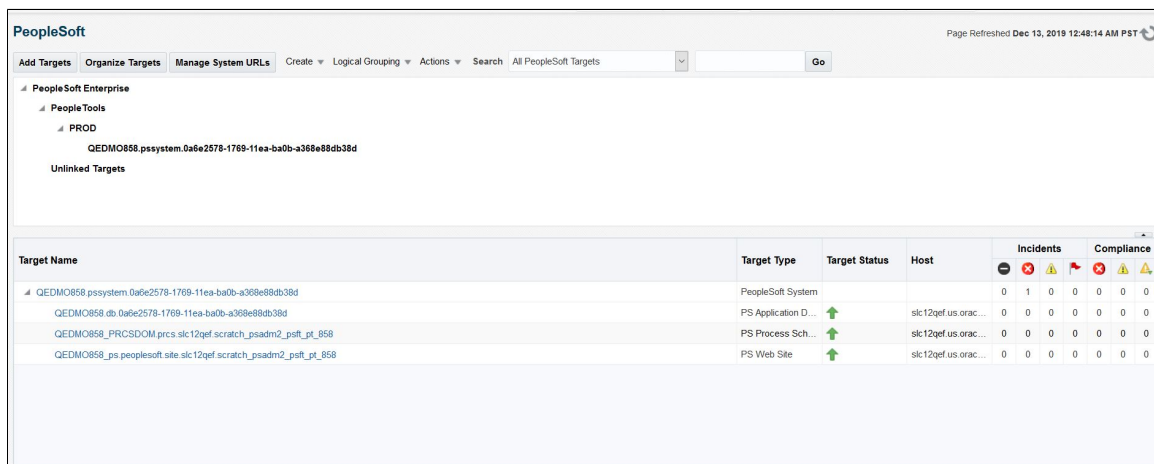 PeopleSoft
Page Refreshed Dec 13, 2019 12:48:14 AM PST
Add Targets Organize Targets Manage System URLs Create Logical Grouping Actions Search All PeopleSoft Targets Go
PeopleSoft Enterprise
PeopleTools
PROD
QEDMO858.pssystem.0a6e2578-1769-11ea-ba0b-a368e88db38d
Unlinked Targets
Target Name Target Type Target Status Host Incidents Compliance
QEDMO858.pssystem.0a6e2578-1769-11ea-ba0b-a368e88db38d PeopleSoft System 0 1 0 0 0 0 0
QEDMO858.db.0a6e2578-1769-11ea-ba0b-a368e88db38d PS Application D... slc12qef.us.orac... 0 0 0 0 0 0 0
QEDMO858_PRCSDOM.prcs.slc12qef.scratch_psadm2_psft_pt_858 PS Process Sch... slc12qef.us.orac... 0 0 0 0 0 0 0
QEDMO858_ps.peoplesoft.site.slc12qef.scratch_psadm2_psft_pt_858 PS Web Site slc12qef.us.orac... 0 0 0 0 0 0 0